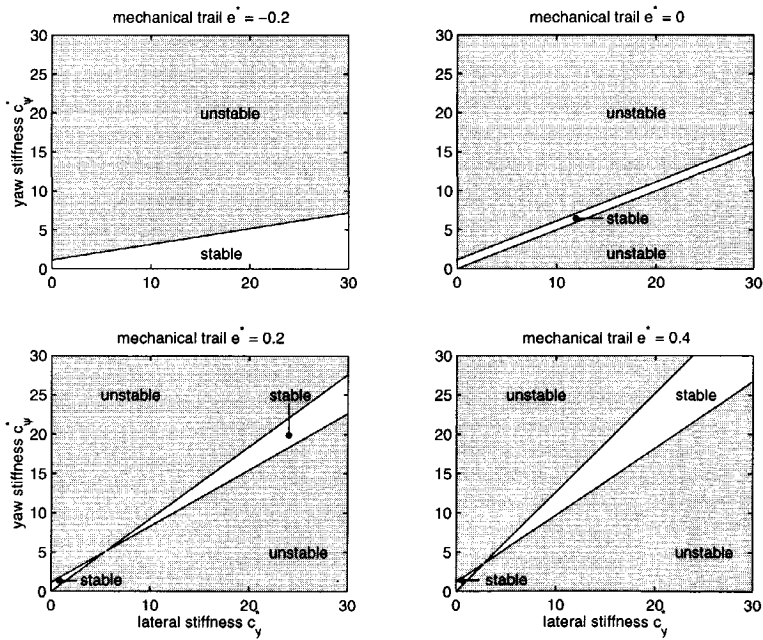 mechanical trail e* = −0.2
30
25
20
15
10
5
0
yaw stiffness c*ψ
unstable
stable
0
10
20
30
mechanical trail e* = 0
30
25
20
15
10
5
0
unstable
stable
unstable
0
10
20
30
mechanical trail e* = 0.2
30
25
20
15
10
5
0
yaw stiffness c*ψ
unstable
stable
unstable
stable
0
10
20
30
lateral stiffness c*y
mechanical trail e* = 0.4
30
25
20
15
10
5
0
unstable
stable
unstable
stable
0
10
20
30
lateral stiffness c*y